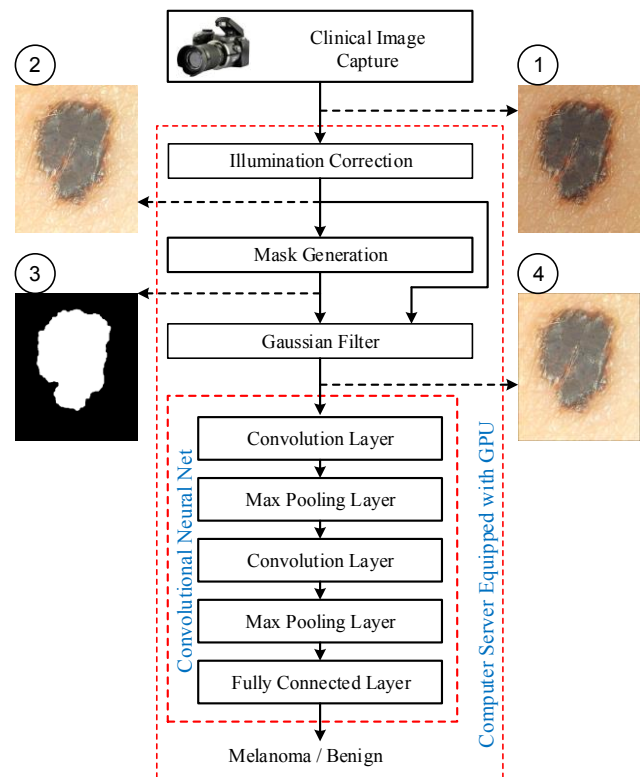 Clinical Image
Capture
2
1
Illumination Correction
Mask Generation
3
4
Gaussian Filter
Convolutional Neural Net
Computer Server Equipped with GPU
Convolution Layer
Max Pooling Layer
Convolution Layer
Max Pooling Layer
Fully Connected Layer
Melanoma / Benign